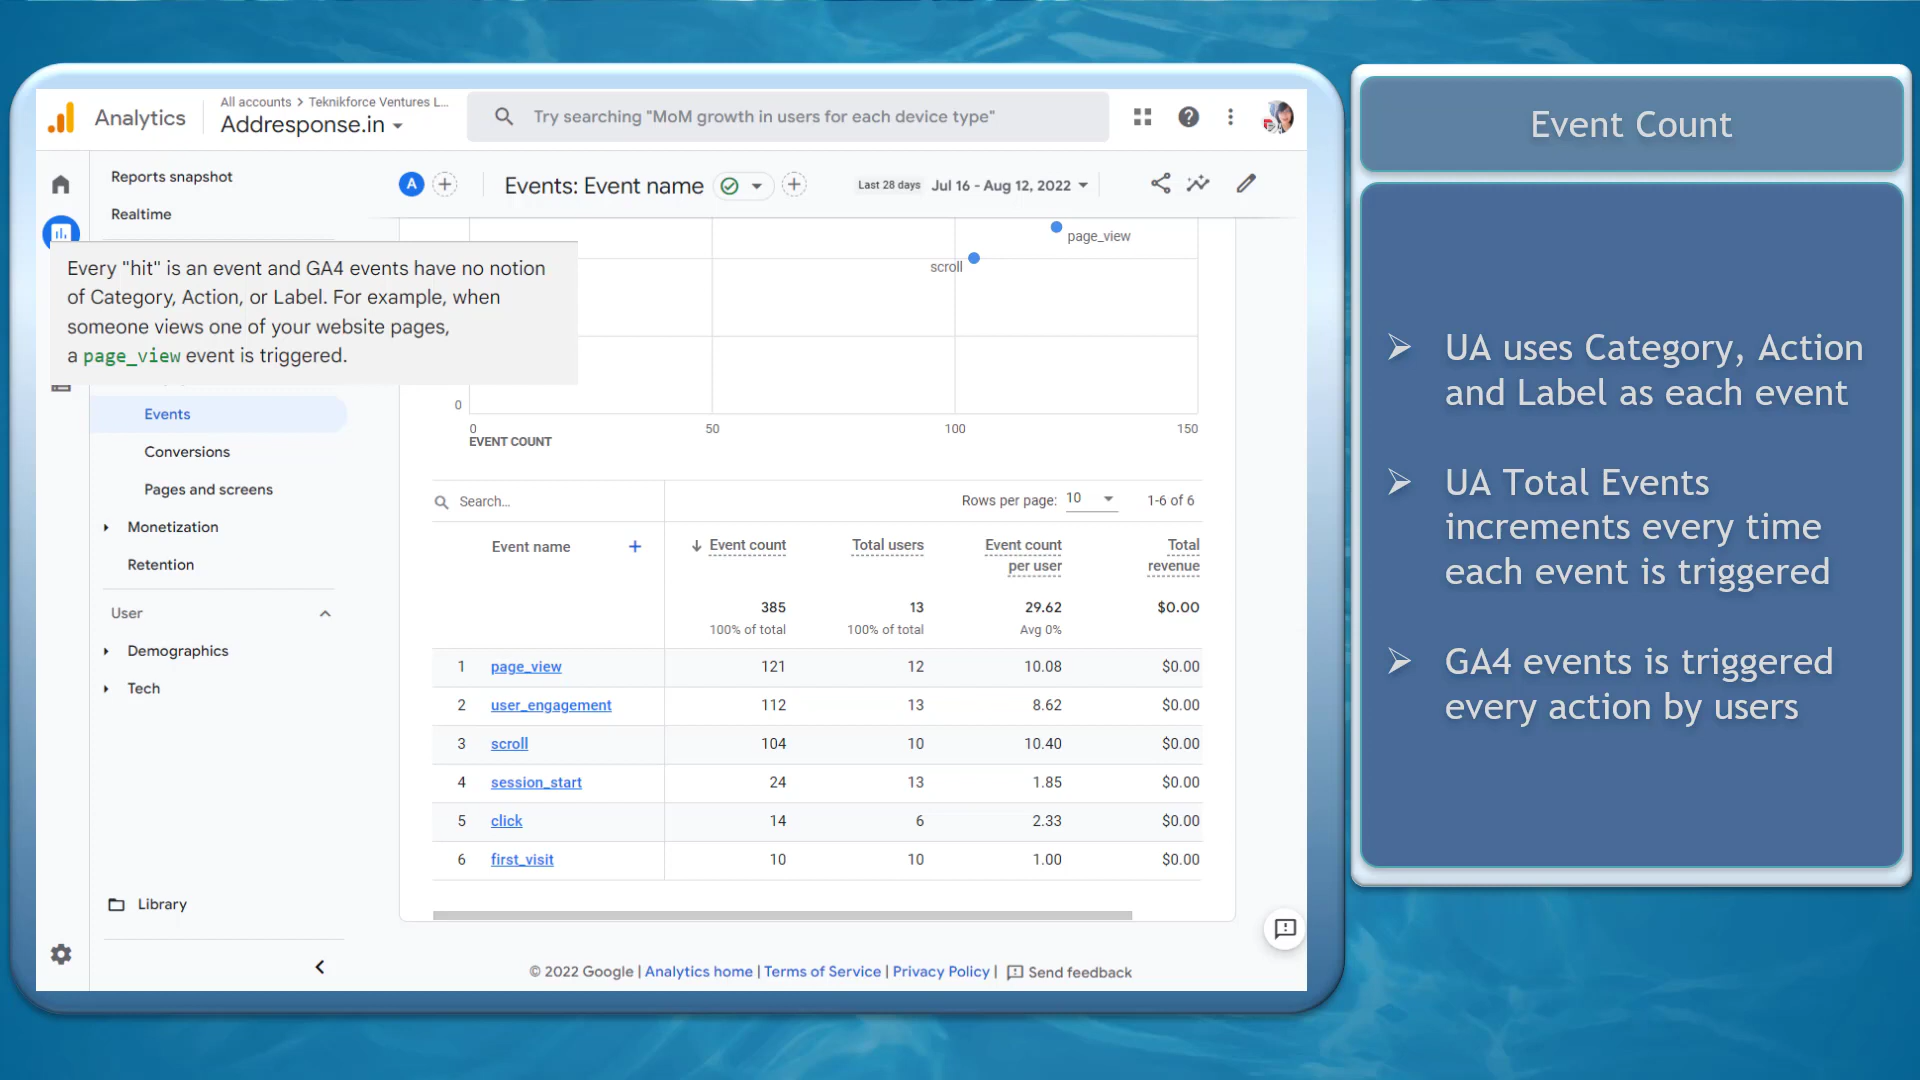 Analytics
All accounts > Teknikforce Ventures L...
Addresponse.in
Try searching "MoM growth in users for each device type"
Reports snapshot
Realtime
A
Events: Event name
Last 28 days Jul 16 - Aug 12, 2022
Every "hit" is an event and GA4 events have no notion
of Category, Action, or Label. For example, when
someone views one of your website pages,
a page_view event is triggered.
Events
Conversions
Pages and screens
Monetization
Retention
User
Demographics
Tech
Library
page_view
scroll
0
0 50 100 150
EVENT COUNT
Search...
Rows per page: 10 1-6 of 6
Event name + Event count Total users Event count per user Total revenue
385 13 29.62 $0.00
100% of total 100% of total Avg 0%
1 page_view 121 12 10.08 $0.00
2 user_engagement 112 13 8.62 $0.00
3 scroll 104 10 10.40 $0.00
4 session_start 24 13 1.85 $0.00
5 click 14 6 2.33 $0.00
6 first_visit 10 10 1.00 $0.00
© 2022 Google | Analytics home | Terms of Service | Privacy Policy | Send feedback
Event Count
UA uses Category, Action
and Label as each event
UA Total Events
increments every time
each event is triggered
GA4 events is triggered
every action by users